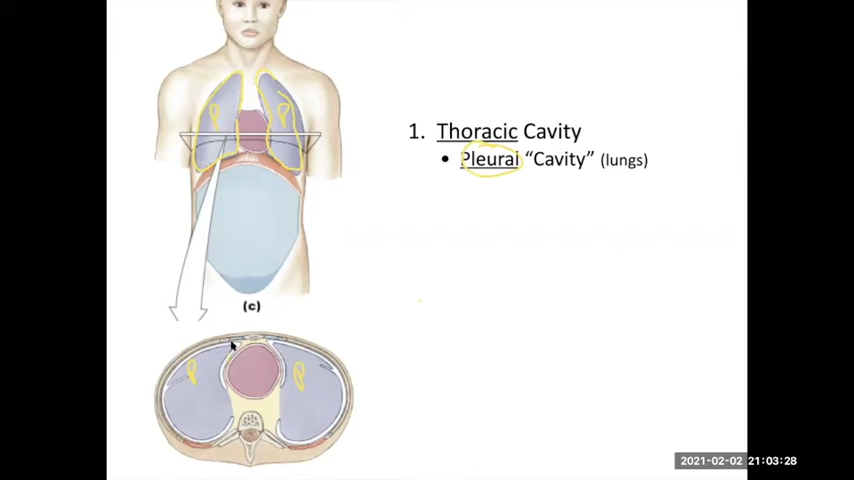 1. Thoracic Cavity
• Pleural “Cavity” (lungs)
P
P
(c)
P
P
2021-02-02 21:03:28